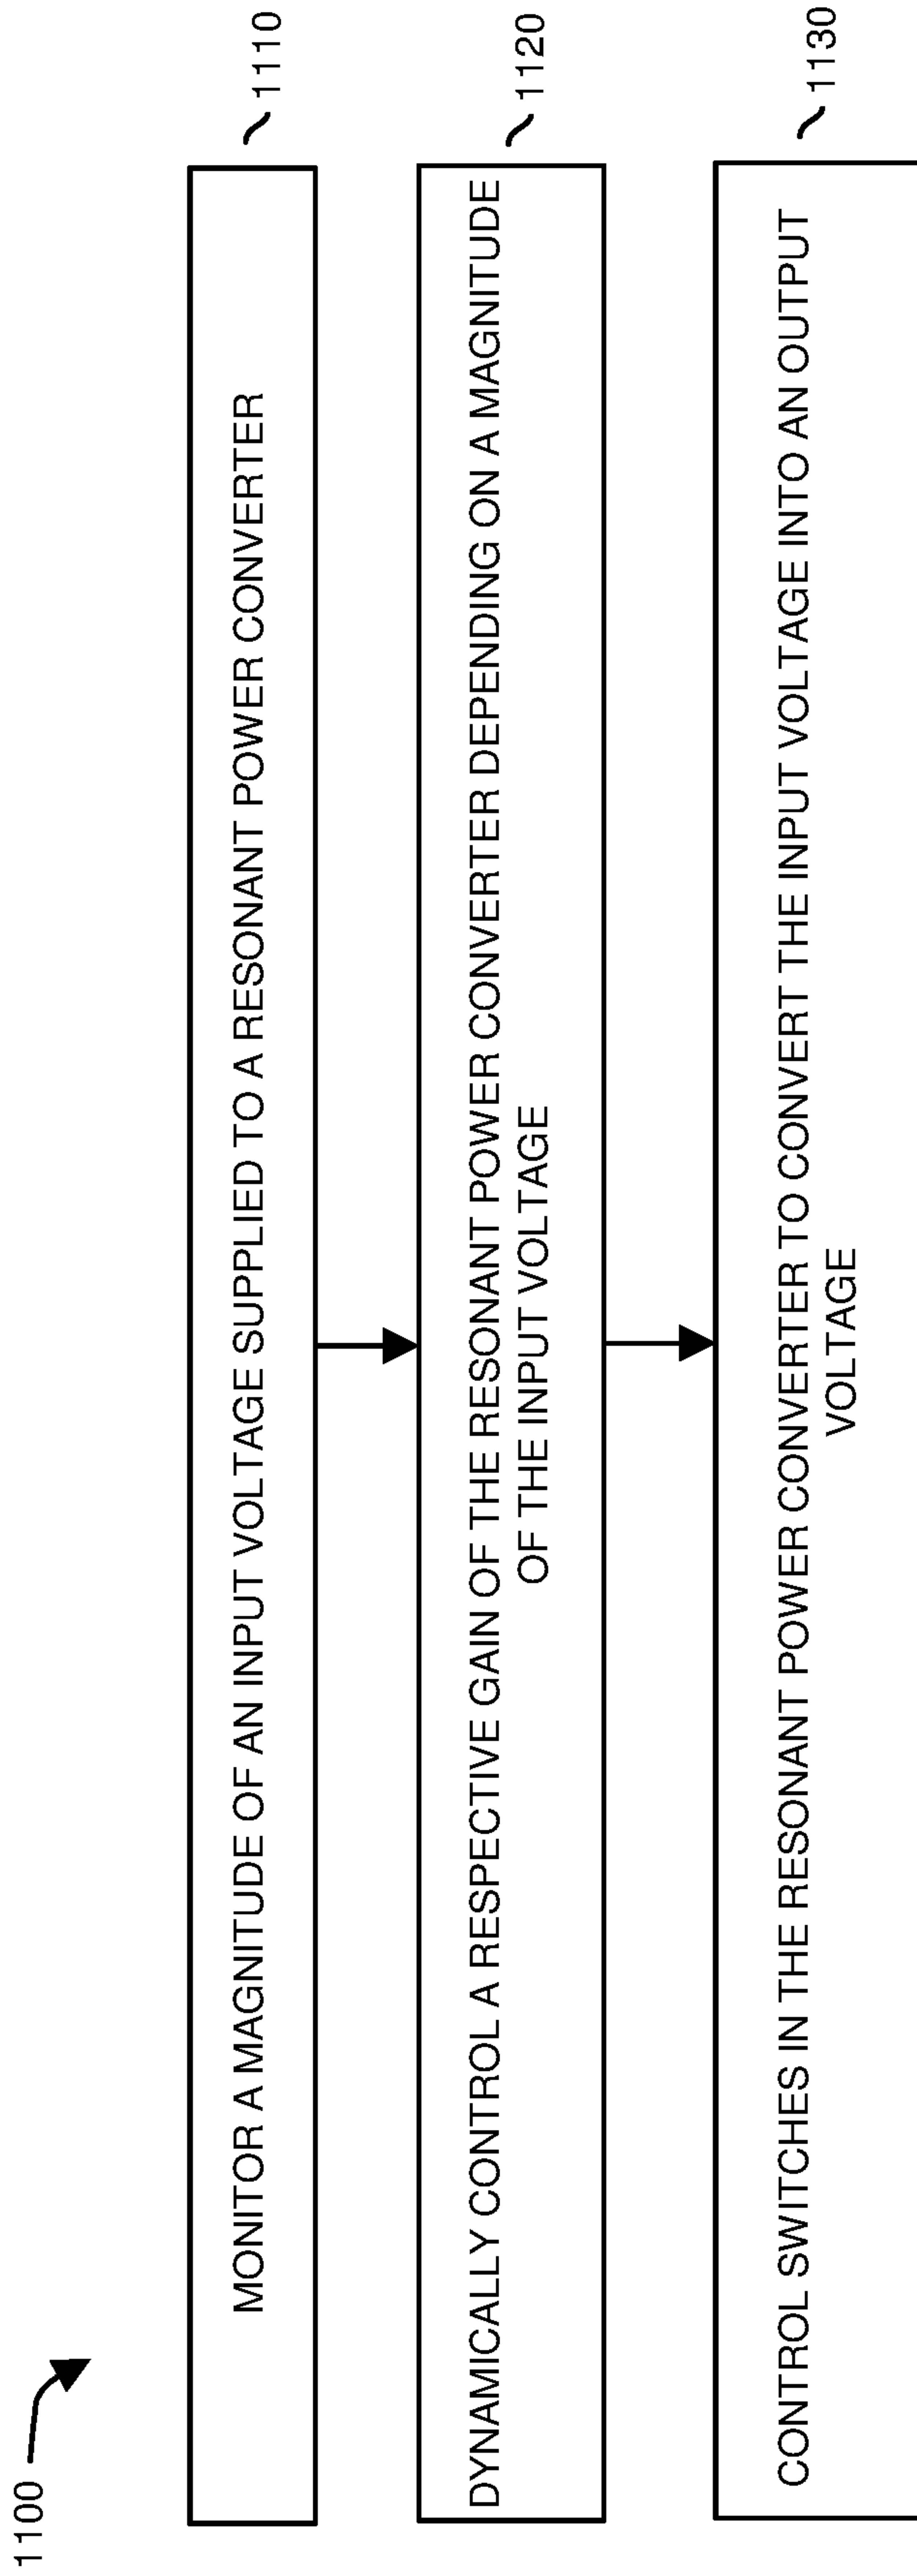 1100
MONITOR A MAGNITUDE OF AN INPUT VOLTAGE SUPPLIED TO A RESONANT POWER CONVERTER
1110
DYNAMICALLY CONTROL A RESPECTIVE GAIN OF THE RESONANT POWER CONVERTER DEPENDING ON A MAGNITUDE
OF THE INPUT VOLTAGE
1120
CONTROL SWITCHES IN THE RESONANT POWER CONVERTER TO CONVERT THE INPUT VOLTAGE INTO AN OUTPUT
VOLTAGE
1130